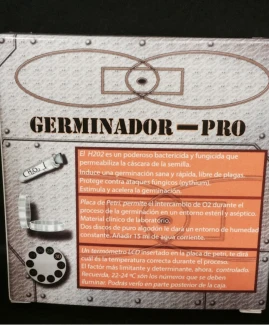 GERMINADOR — PRO
El H202 es un poderoso bactericida y fungicida que
permeabiliza la cáscara de la semilla.
Induce una germinación sana y rápida, libre de plagas.
Protege contra ataques fúngicos (pythium).
Estimula y acelera la germinación.
Placa de Petri, permite el intercambio de O2 durante el
proceso de la germinación en un entorno estéril y aséptico.
Material clínico de laboratorio.
Dos discos de puro algodón le dará un entorno de humedad
constante. Añadir 15 ml de agua corriente.
Un termómetro LCD insertado en la placa de petri, te dirá
cuál es la temperatura correcta durante el proceso.
El factor más limitante y determinante, ahora controlado.
Recuerda, 22-24 ºC son los números que se deben
iluminar. Podrás verlo en parte posterior de la caja.